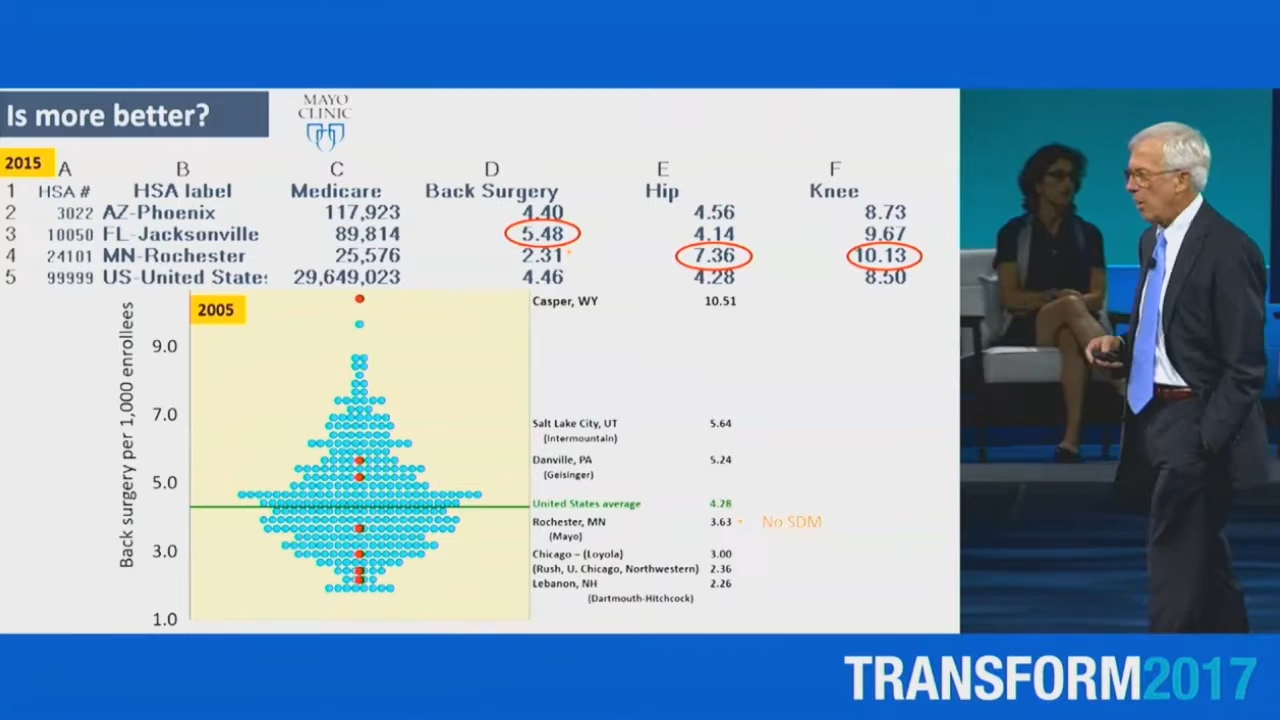 Is more better?
MAYO
CLINIC
2015 A B C D E F
1 HSA # HSA label Medicare Back Surgery Hip Knee
2 3022 AZ-Phoenix 117,923 4.40 4.56 8.73
3 10050 FL-Jacksonville 89,814 5.48 4.14 9.67
4 24101 MN-Rochester 25,576 2.31 7.36 10.13
5 99999 US-United State: 29,649,023 4.46 4.28 8.50
2005
Back surgery per 1,000 enrollees
9.0
7.0
5.0
3.0
1.0
Casper, WY 10.51
Salt Lake City, UT 5.64
(Intermountain)
Danville, PA 5.24
(Geisinger)
United States average 4.28
Rochester, MN 3.63 No SDM
(Mayo)
Chicago – (Loyola) 3.00
(Rush, U. Chicago, Northwestern) 2.36
Lebanon, NH 2.26
(Dartmouth-Hitchcock)
TRANSFORM2017